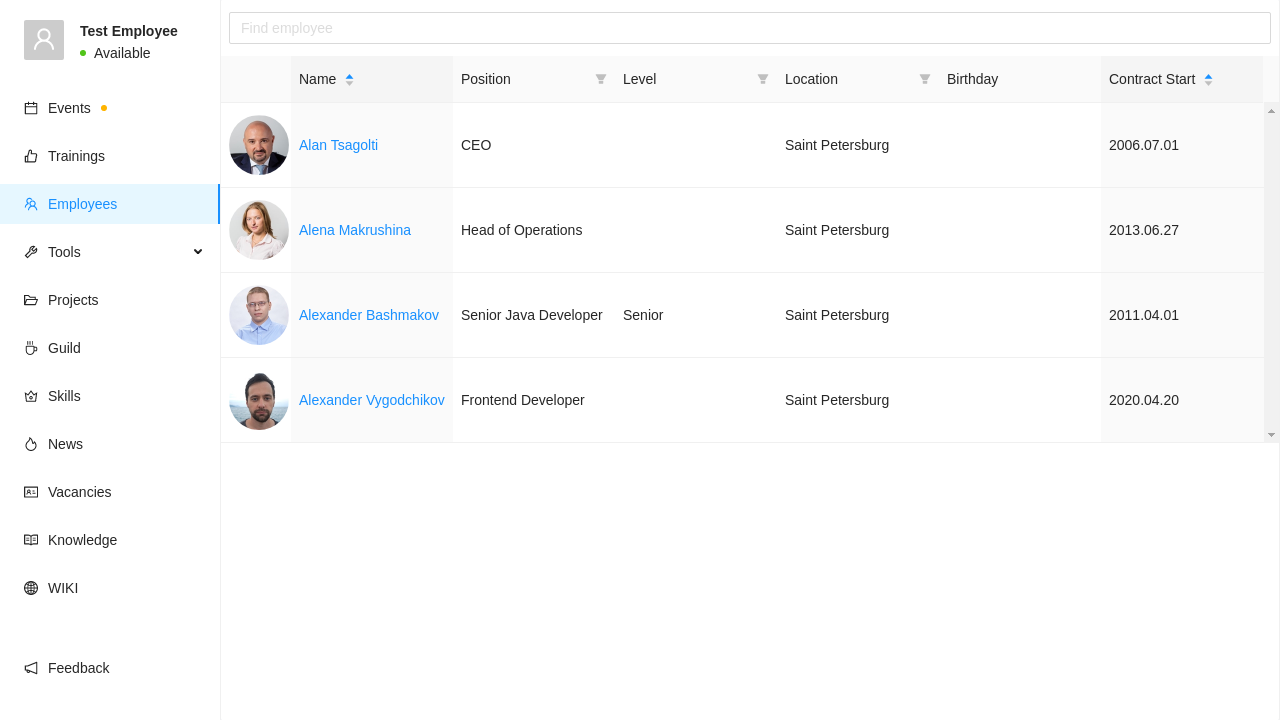 Test Employee
Available
Events
Trainings
Employees
Tools
Projects
Guild
Skills
News
Vacancies
Knowledge
WIKI
Feedback
Find employee
Name Position Level Location Birthday Contract Start
Alan Tsagolti CEO Saint Petersburg 2006.07.01
Alena Makrushina Head of Operations Saint Petersburg 2013.06.27
Alexander Bashmakov Senior Java Developer Senior Saint Petersburg 2011.04.01
Alexander Vygodchikov Frontend Developer Saint Petersburg 2020.04.20